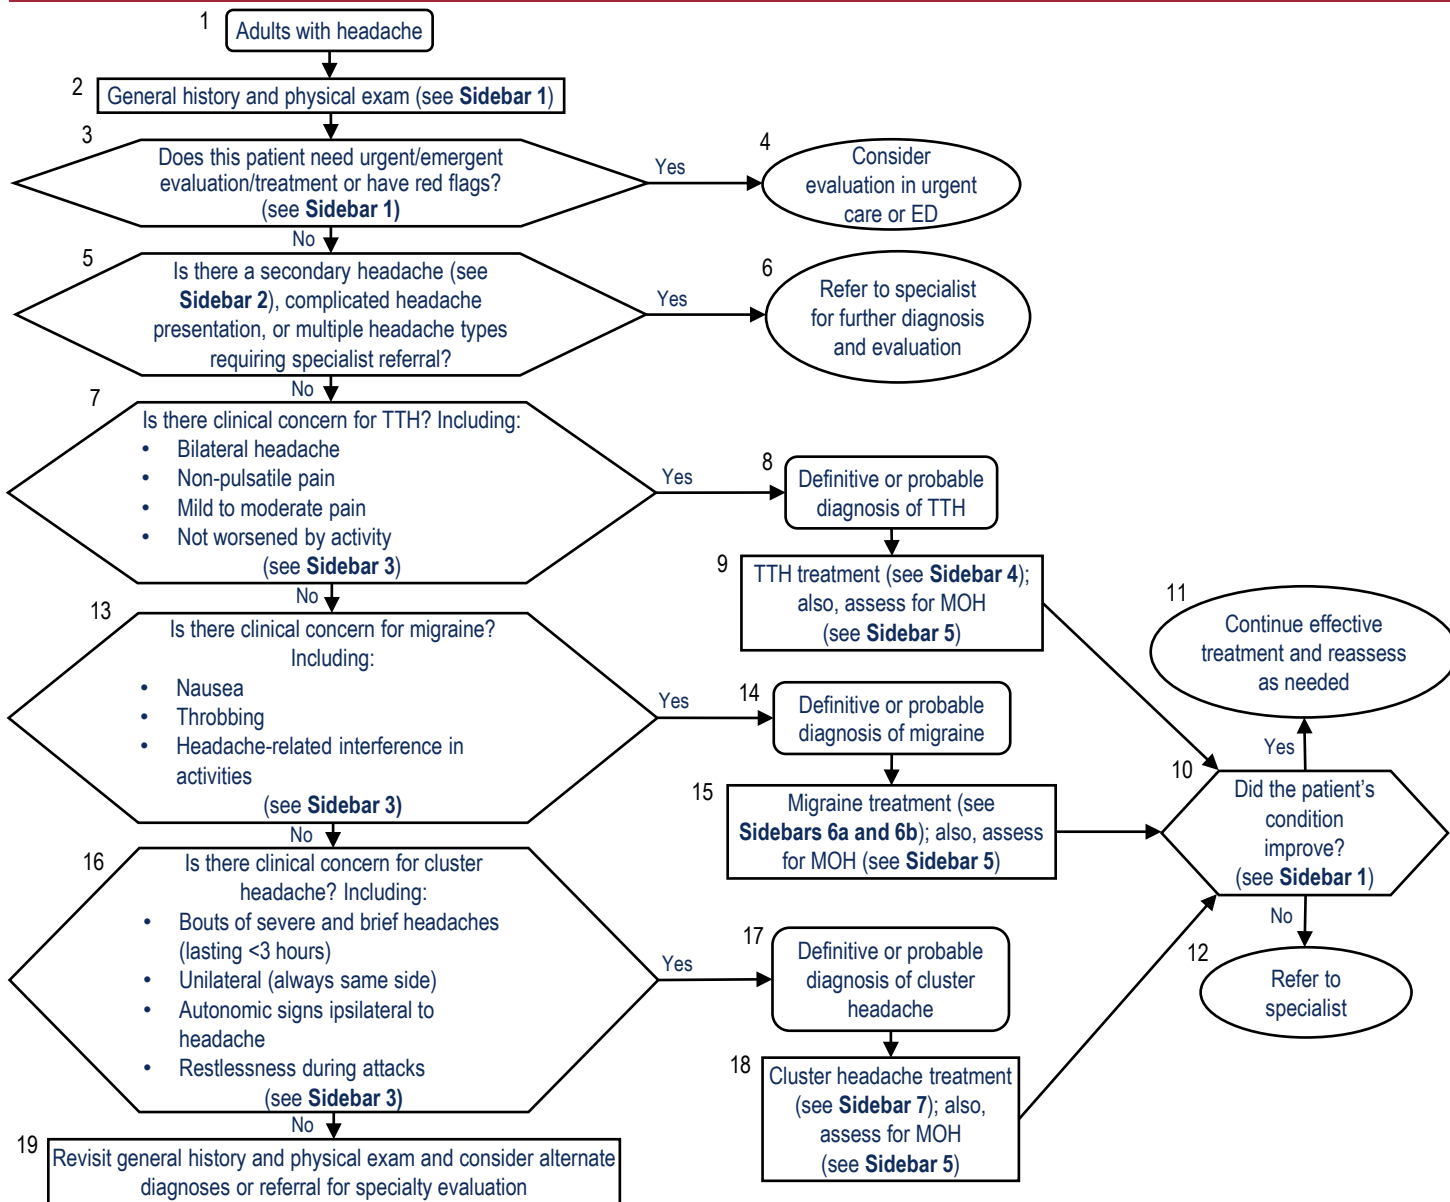 1
Adults with headache
2
General history and physical exam (see Sidebar 1)
3
Does this patient need urgent/emergent
evaluation/treatment or have red flags?
(see Sidebar 1)
Yes
4
Consider
evaluation in urgent
care or ED
No
5
Is there a secondary headache (see
Sidebar 2), complicated headache
presentation, or multiple headache types
requiring specialist referral?
Yes
6
Refer to specialist
for further diagnosis
and evaluation
No
7
Is there clinical concern for TTH? Including:
• Bilateral headache
• Non-pulsatile pain
• Mild to moderate pain
• Not worsened by activity
(see Sidebar 3)
Yes
8
Definitive or probable
diagnosis of TTH
9
TTH treatment (see Sidebar 4);
also, assess for MOH
(see Sidebar 5)
No
13
Is there clinical concern for migraine?
Including:
• Nausea
• Throbbing
• Headache-related interference in
activities
(see Sidebar 3)
Yes
14
Definitive or probable
diagnosis of migraine
15
Migraine treatment (see
Sidebars 6a and 6b); also, assess
for MOH (see Sidebar 5)
No
16
Is there clinical concern for cluster
headache? Including:
• Bouts of severe and brief headaches
(lasting <3 hours)
• Unilateral (always same side)
• Autonomic signs ipsilateral to
headache
• Restlessness during attacks
(see Sidebar 3)
Yes
17
Definitive or probable
diagnosis of cluster
headache
18
Cluster headache treatment
(see Sidebar 7); also,
assess for MOH
(see Sidebar 5)
No
19
Revisit general history and physical exam and consider alternate
diagnoses or referral for specialty evaluation
10
Did the patient's
condition
improve?
(see Sidebar 1)
Yes
11
Continue effective
treatment and reassess
as needed
No
12
Refer to
specialist